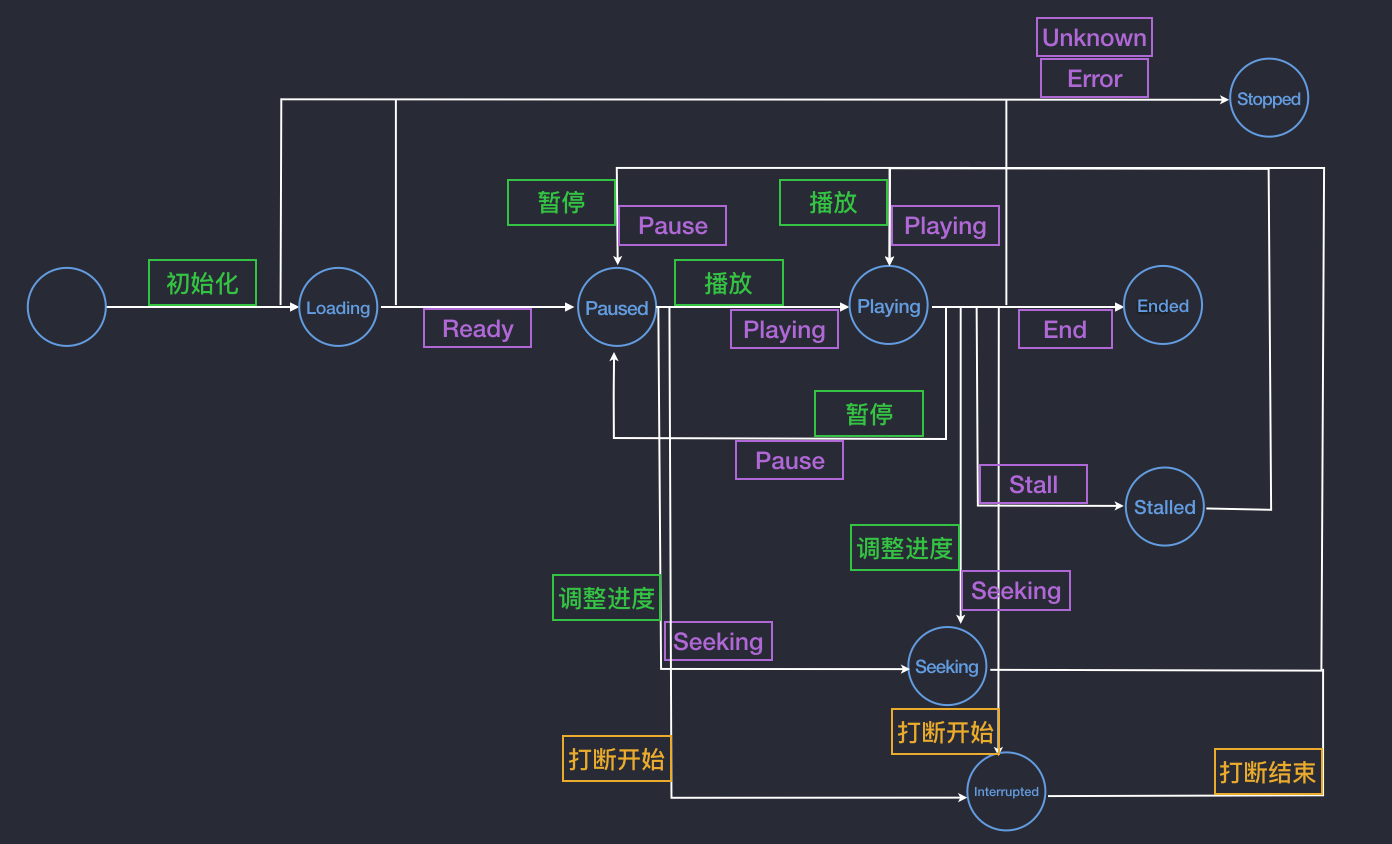 Unknown
Error
Stopped
暂停
播放
Pause
Playing
初始化
播放
Loading
Paused
Playing
Ended
Ready
Playing
End
暂停
Pause
Stall
Stalled
调整进度
Seeking
调整进度
Seeking
Seeking
打断开始
打断开始
打断结束
Interrupted